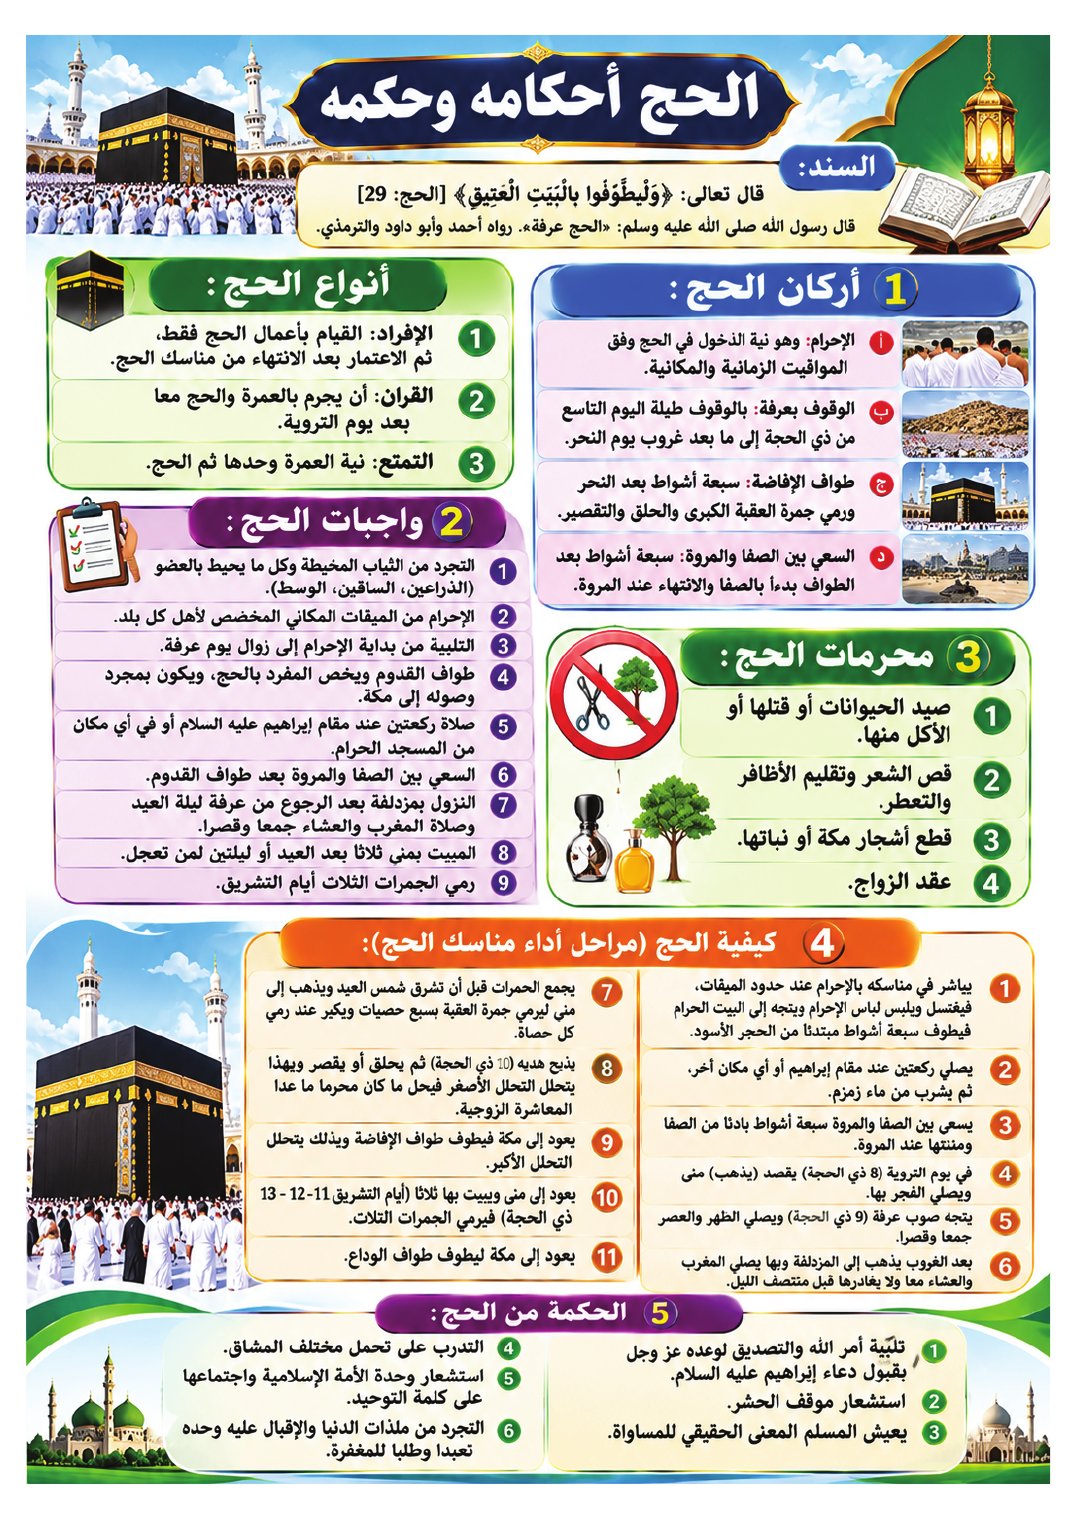 الحج أحكامه وحكمه
السند:
قال تعالى: ﴿وَلْيَطَّوَّفُوا بِالْبَيْتِ الْعَتِيقِ﴾ [الحج: 29]
قال رسول الله صلى الله عليه وسلم: «الحج عرفة». رواه أحمد وأبو داود والترمذي.
1 أركان الحج:
أ الإحرام: وهو نية الدخول في الحج وفق
المواقيت الزمانية والمكانية.
ب الوقوف بعرفة: بالوقوف طيلة اليوم التاسع
من ذي الحجة إلى ما بعد غروب يوم النحر.
ج طواف الإفاضة: سبعة أشواط بعد النحر
ورمي جمرة العقبة الكبرى والحلق والتقصير.
د السعي بين الصفا والمروة: سبعة أشواط بعد
الطواف بدءا بالصفا والانتهاء عند المروة.
أنواع الحج:
1 الإفراد: القيام بأعمال الحج فقط،
ثم الاعتمار بعد الانتهاء من مناسك الحج.
2 القران: أن يجرم بالعمرة والحج معا
بعد يوم التروية.
3 التمتع: نية العمرة وحدها ثم الحج.
2 واجبات الحج:
1 التجرد من الثياب المخيطة وكل ما يحيط بالعضو
(الذراعين، الساقين، الوسط).
2 الإحرام من الميقات المكاني المخضص لأهل كل بلد.
3 التلبية من بداية الإحرام إلى زوال يوم عرفة.
4 طواف القدوم ويخص المفرد بالحج، ويكون بمجرد
وصوله إلى مكة.
5 صلاة ركعتين عند مقام إبراهيم عليه السلام أو في أي مكان
من المسجد الحرام.
6 السعي بين الصفا والمروة بعد طواف القدوم.
7 النزول بمزدلفة بعد الرجوع من عرفة ليلة العيد
وصلاة المغرب والعشاء جمعا وقصرا.
8 المبيت بمنى ثلاثا بعد العيد أو ليلتين لمن تعجل.
9 رمي الجمرات الثلاث أيام التشريق.
3 محرمات الحج:
1 صيد الحيوانات أو قتلها أو
الأكل منها.
2 قص الشعر وتقليم الأظافر
والتعطر.
3 قطع أشجار مكة أو نباتها.
4 عقد الزواج.
4 كيفية الحج (مراحل أداء مناسك الحج):
1 يباشر في مناسكه بالإحرام عند حدود الميقات،
فيغتسل ويلبس لباس الإحرام ويتجه إلى البيت الحرام
فيطوف سبعة أشواط مبتدئا من الحجر الأسود.
2 يصلي ركعتين عند مقام إبراهيم أو أي مكان أخر،
ثم يشرب من ماء زمزم.
3 يسعى بين الصفا والمروة سبعة أشواط بادئا من الصفا
ومنتتها عند المروة.
4 في يوم التروية (8 ذي الحجة) يقصد (يذهب) منى
ويصلي الفجر بها.
5 يتجه صوب عرفة (9 ذي الحجة) ويصلي الظهر والعصر
جمعا وقصرا.
6 بعد الغروب يذهب إلى المزدلفة وبها يصلي المغرب
والعشاء معا ولا يغادرها قبل منتصف الليل.
7 يجمع الحمرات قبل أن تشرق شمس العيد ويذهب إلى
منى ليرمي جمرة العقبة بسبع حصيات ويكبر عند رمي
كل حصاة.
8 يذبح هديه (10 ذي الحجة) ثم يحلق أو يقصر وبهذا
يتحلل التحلل الأصغر فيحل ما كان محرما ما عدا
المعاشرة الزوجية.
9 يعود إلى مكة فيطوف طواف الإفاضة وبذلك يتحلل
التحلل الأكبر.
10 يعود إلى منى ويبيت بها ثلاثا (أيام التشريق 11 - 12 - 13
ذي الحجة) فيرمي الجمرات الثلاث.
11 يعود إلى مكة ليطوف طواف الوداع.
5 الحكمة من الحج:
1 تلبية أمر الله والتصديق لوعده عز وجل
بقبول دعاء إبراهيم عليه السلام.
2 استشعار موقف الحشر.
3 يعيش المسلم المعنى الحقيقي للمساواة.
4 التدرب على تحمل مختلف المشاق.
5 استشعار وحدة الأمة الإسلامية واجتماعها
على كلمة التوحيد.
6 التجرد من ملذات الدنيا والإقبال عليه وحده
تعبدا وطلبا للمغفرة.